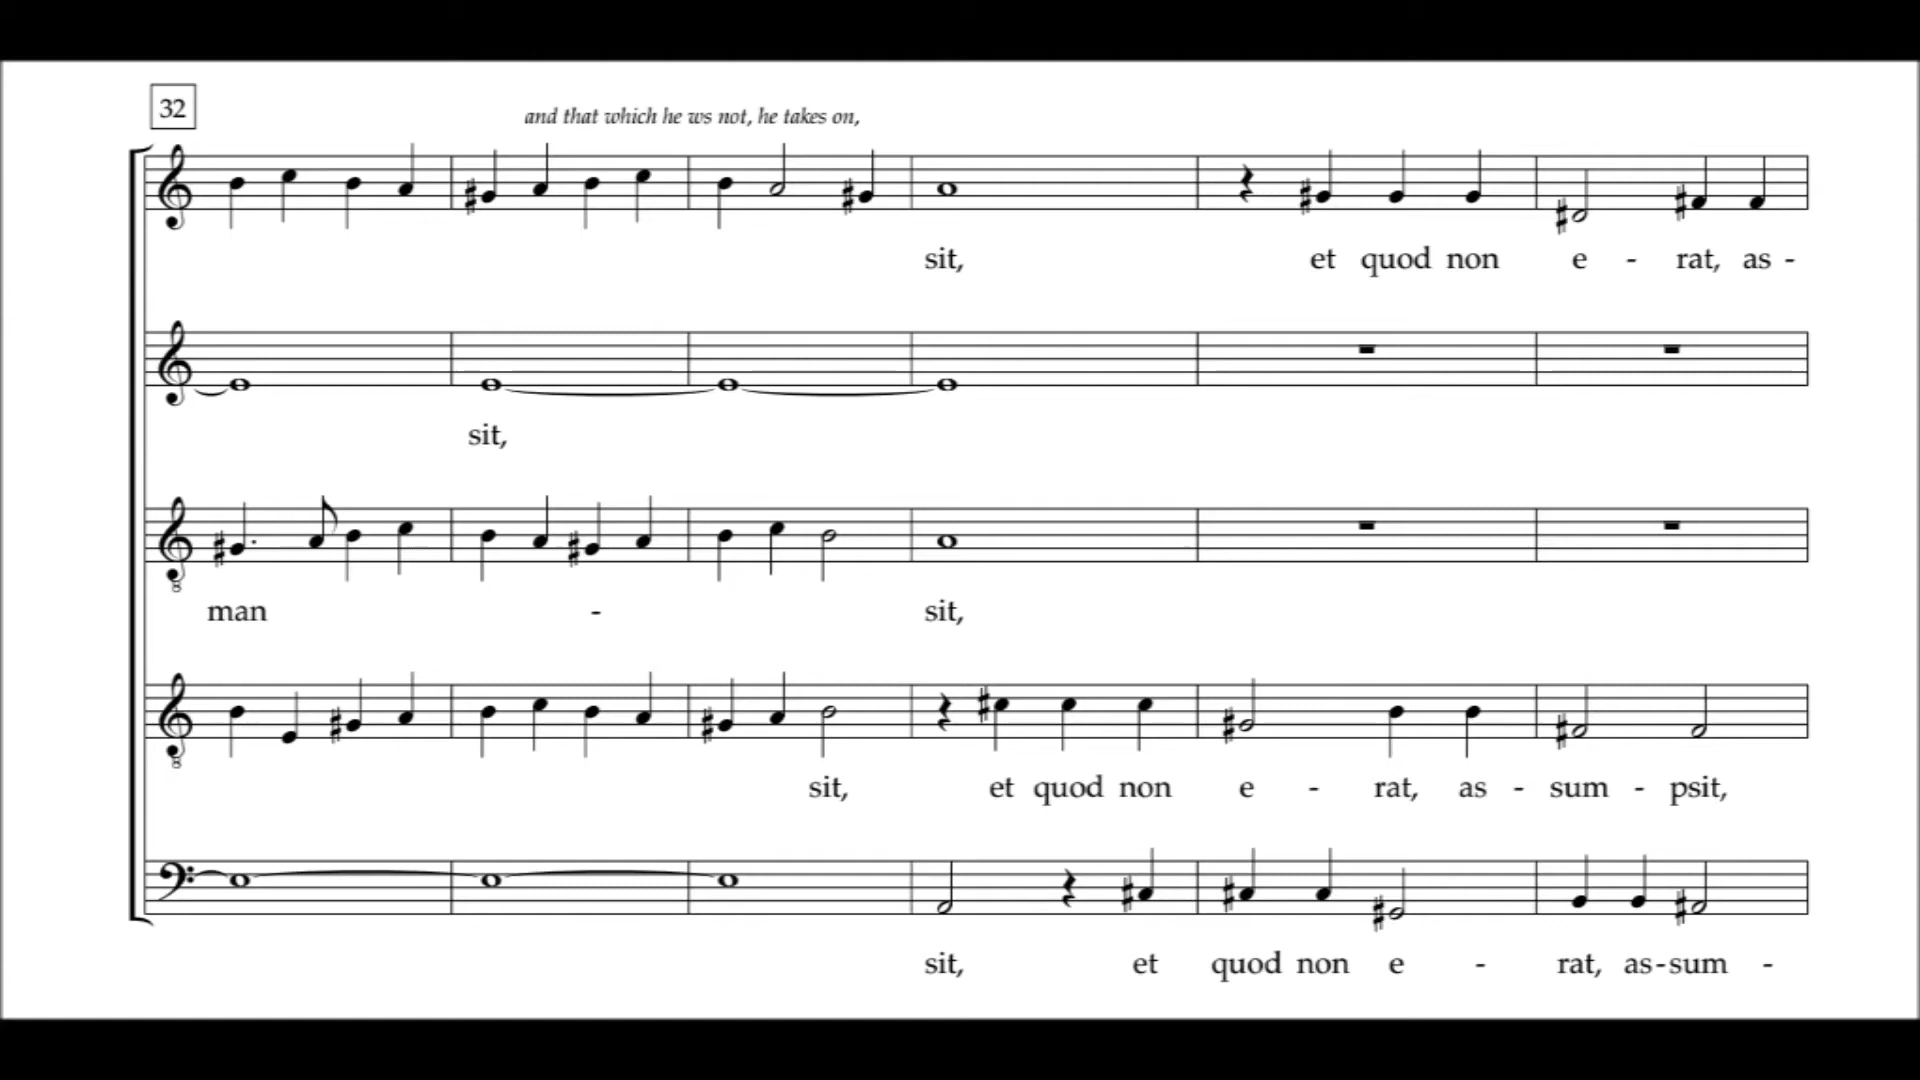 32
and that which he ws not, he takes on,
sit, et quod non e - rat, as -
sit,
man - sit,
sit, et quod non e - rat, as - sum - psit,
sit, et quod non e - rat, as - sum -